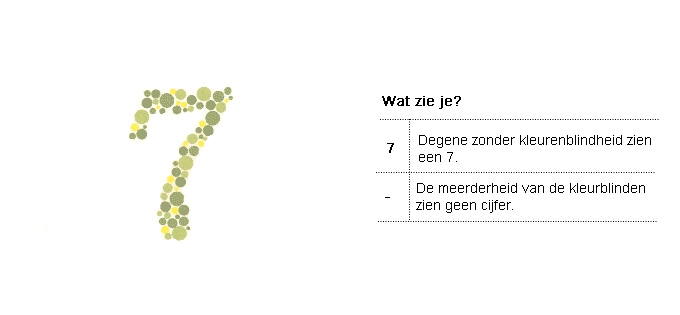 7
Wat zie je?
7 Degene zonder kleurenblindheid zien
een 7.
- De meerderheid van de kleurblinden
zien geen cijfer.